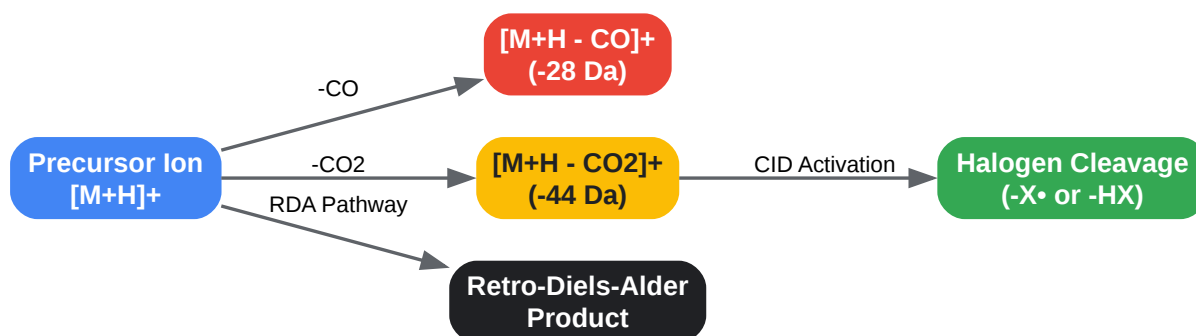 [M+H - CO]+
(-28 Da)
-CO
Precursor Ion
[M+H]+
-CO2
[M+H - CO2]+
(-44 Da)
CID Activation
Halogen Cleavage
(-X• or -HX)
RDA Pathway
Retro-Diels-Alder
Product